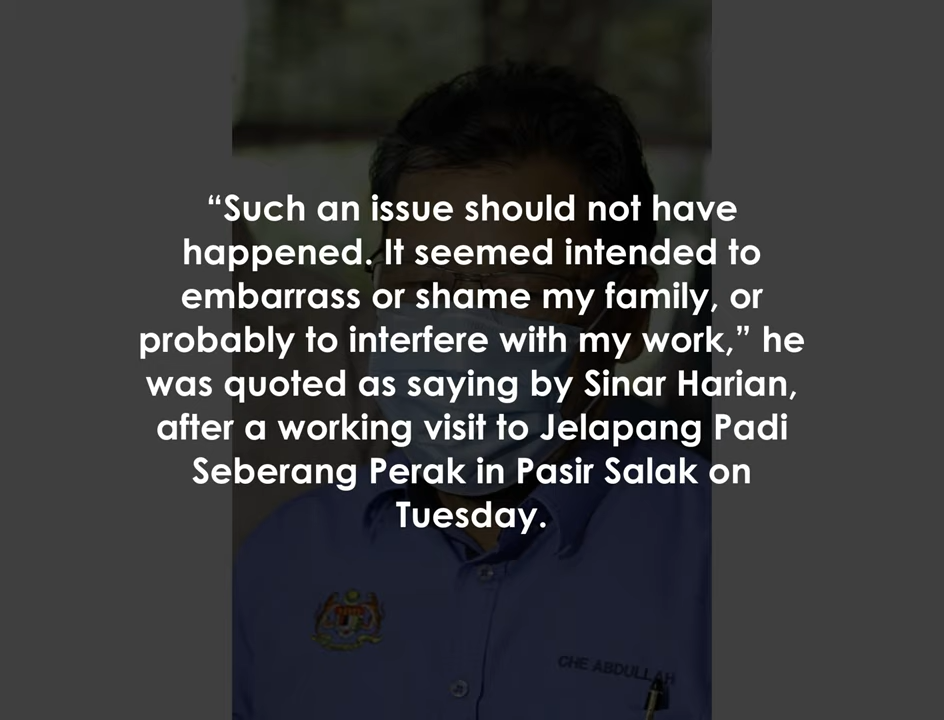 “Such an issue should not have
happened. It seemed intended to
embarrass or shame my family, or
probably to interfere with my work,” he
was quoted as saying by Sinar Harian,
after a working visit to Jelapang Padi
Seberang Perak in Pasir Salak on
Tuesday.
CHE ABDULLAH